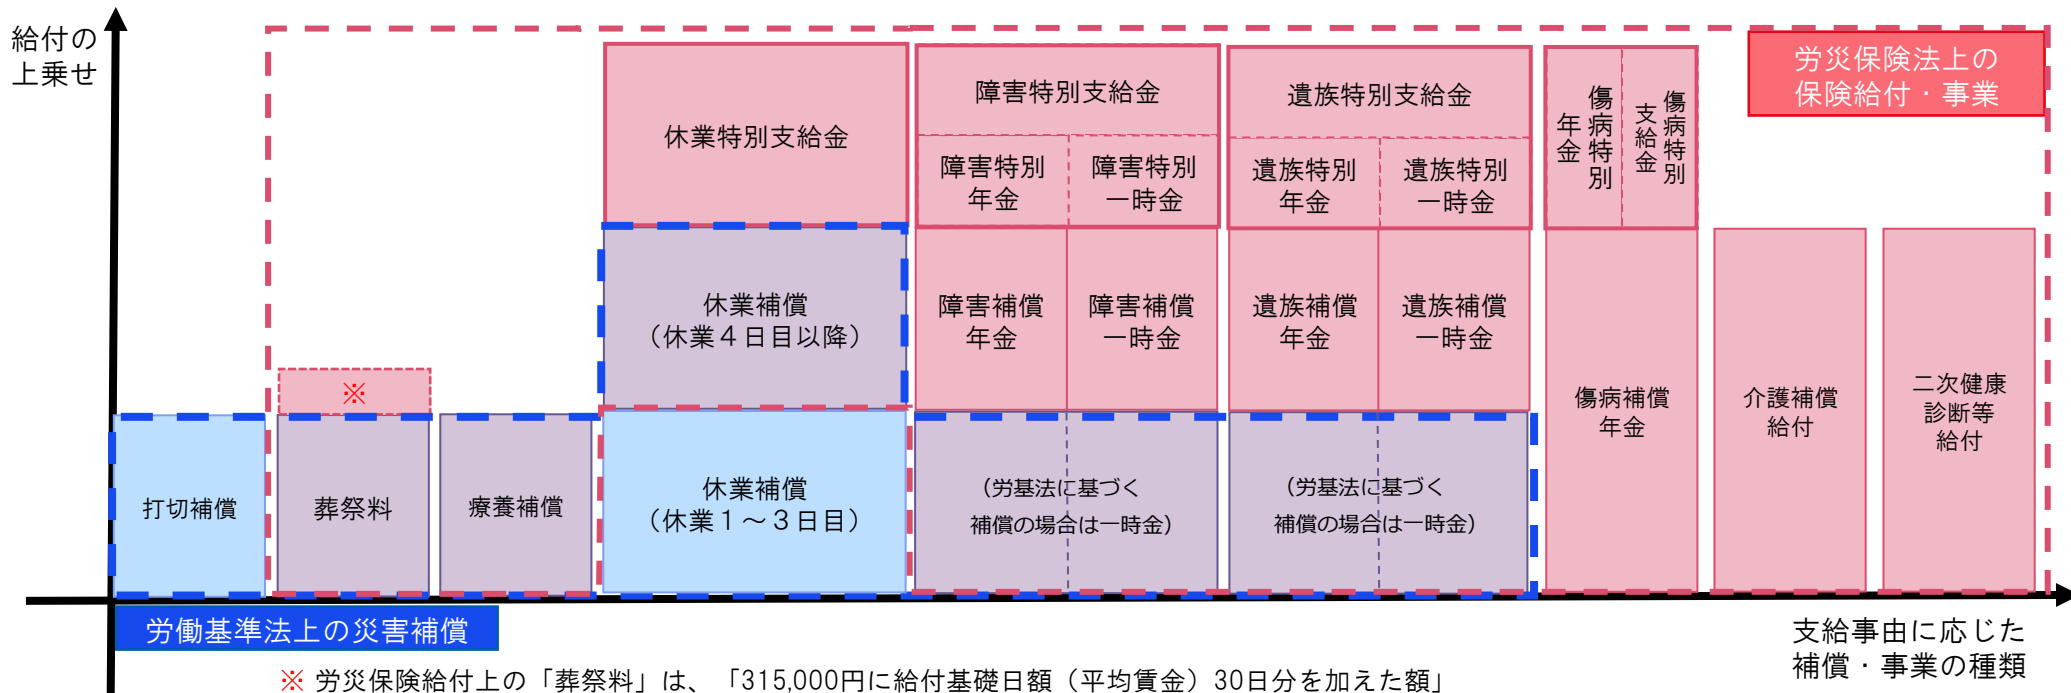 給付の
上乗せ
労災保険法上の
保険給付・事業
休業特別支給金
障害特別支給金
障害特別
年金
障害特別
一時金
遺族特別支給金
遺族特別
年金
遺族特別
一時金
傷病特別
年金
傷病特別
支給金
休業補償
（休業４日目以降）
障害補償
年金
障害補償
一時金
遺族補償
年金
遺族補償
一時金
※
打切補償
葬祭料
療養補償
休業補償
（休業１～３日目）
（労基法に基づく
補償の場合は一時金）
（労基法に基づく
補償の場合は一時金）
傷病補償
年金
介護補償
給付
二次健康
診断等
給付
労働基準法上の災害補償
支給事由に応じた
補償・事業の種類
※ 労災保険給付上の「葬祭料」は、「315,000円に給付基礎日額（平均賃金）30日分を加えた額」